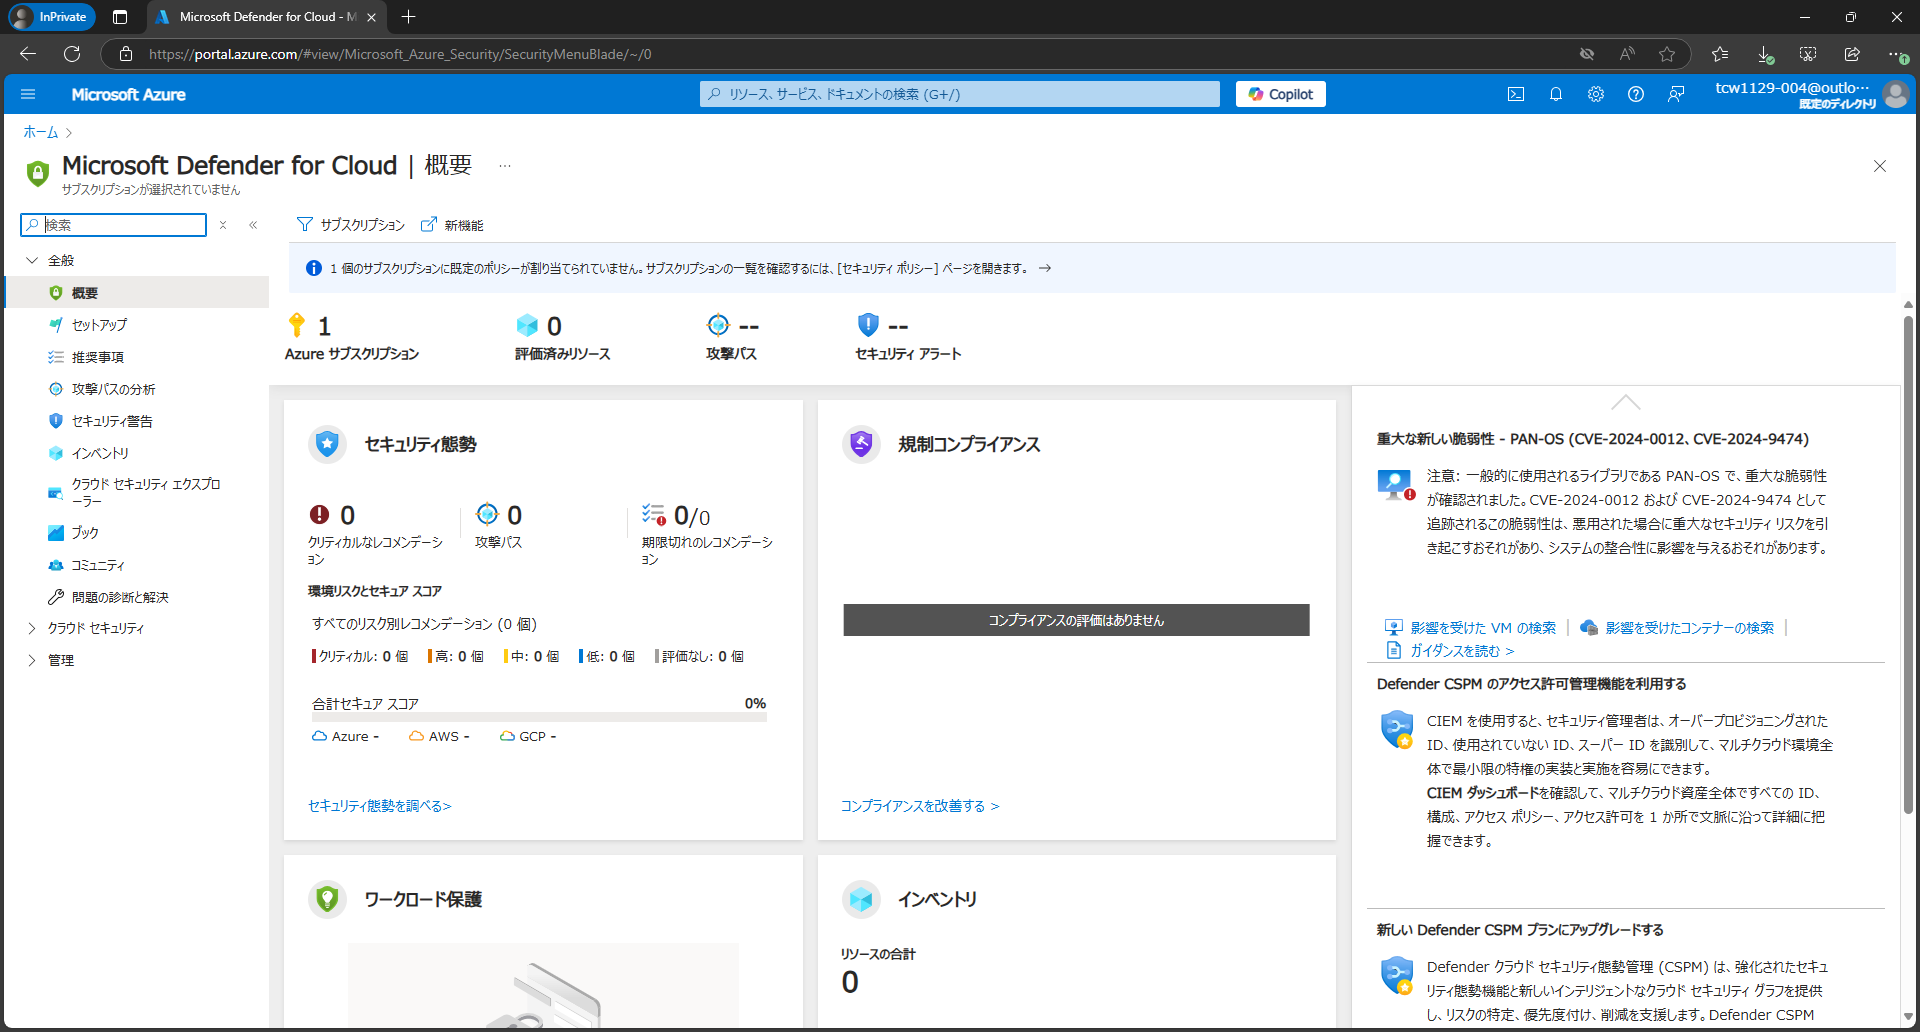 InPrivate
Microsoft Defender for Cloud - M
https://portal.azure.com/#view/Microsoft_Azure_Security/SecurityMenuBlade/~/0
Microsoft Azure
リソース、サービス、ドキュメントの検索 (G+/)
Copilot
tcw1129-004@outlo…
既定のディレクトリ
ホーム
Microsoft Defender for Cloud | 概要
サブスクリプションが選択されていません
検索
全般
概要
セットアップ
推奨事項
攻撃パスの分析
セキュリティ警告
インベントリ
クラウド セキュリティ エクスプロ
ーラー
ブック
コミュニティ
問題の診断と解決
クラウド セキュリティ
管理
サブスクリプション
新機能
1 個のサブスクリプションに既定のポリシーが割り当てられていません。サブスクリプションの一覧を確認するには、[セキュリティ ポリシー] ページを開きます。 →
1
Azure サブスクリプション
0
評価済みリソース
--
攻撃パス
--
セキュリティ アラート
セキュリティ態勢
0
クリティカルなレコメンデーシ
ョン
0
攻撃パス
0/0
期限切れのレコメンデーシ
ョン
環境リスクとセキュア スコア
すべてのリスク別レコメンデーション (0 個)
クリティカル: 0 個
高: 0 個
中: 0 個
低: 0 個
評価なし: 0 個
合計セキュア スコア
0%
Azure -
AWS -
GCP -
セキュリティ態勢を調べる>
規制コンプライアンス
コンプライアンスの評価はありません
コンプライアンスを改善する >
ワークロード保護
インベントリ
リソースの合計
0
重大な新しい脆弱性 - PAN-OS (CVE-2024-0012、CVE-2024-9474)
注意: 一般的に使用されるライブラリである PAN-OS で、重大な脆弱性
が確認されました。CVE-2024-0012 および CVE-2024-9474 として
追跡されるこの脆弱性は、悪用された場合に重大なセキュリティ リスクを引
き起こすおそれがあり、システムの整合性に影響を与えるおそれがあります。
影響を受けた VM の検索
影響を受けたコンテナーの検索
ガイダンスを読む >
Defender CSPM のアクセス許可管理機能を利用する
CIEM を使用すると、セキュリティ管理者は、オーバープロビジョニングされた
ID、使用されていない ID、スーパー ID を識別して、マルチクラウド環境全
体で最小限の特権の実装と実施を容易にできます。
CIEM ダッシュボードを確認して、マルチクラウド資産全体ですべての ID、
構成、アクセス ポリシー、アクセス許可を 1 か所で文脈に沿って詳細に把
握できます。
新しい Defender CSPM プランにアップグレードする
Defender クラウド セキュリティ態勢管理 (CSPM) は、強化されたセキュ
リティ態勢機能と新しいインテリジェントなクラウド セキュリティ グラフを提供
し、リスクの特定、優先度付け、削減を支援します。Defender CSPM